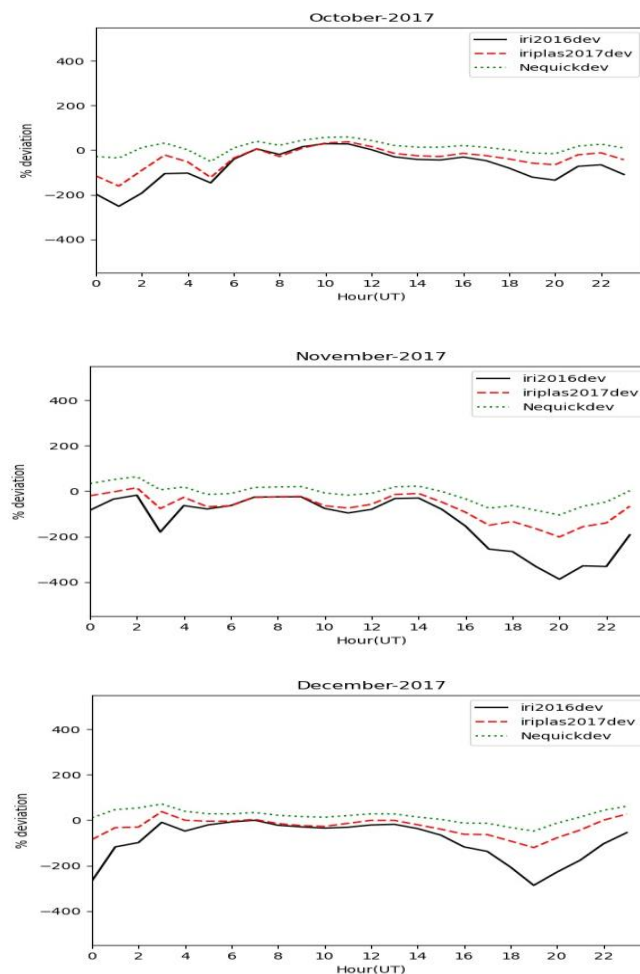 October-2017
iri2016dev
iriplas2017dev
Nequickdev
400
200
0
−200
−400
% deviation
0 2 4 6 8 10 12 14 16 18 20 22
Hour(UT)
November-2017
iri2016dev
iriplas2017dev
Nequickdev
400
200
0
−200
−400
% deviation
0 2 4 6 8 10 12 14 16 18 20 22
Hour(UT)
December-2017
iri2016dev
iriplas2017dev
Nequickdev
400
200
0
−200
−400
% deviation
0 2 4 6 8 10 12 14 16 18 20 22
Hour(UT)